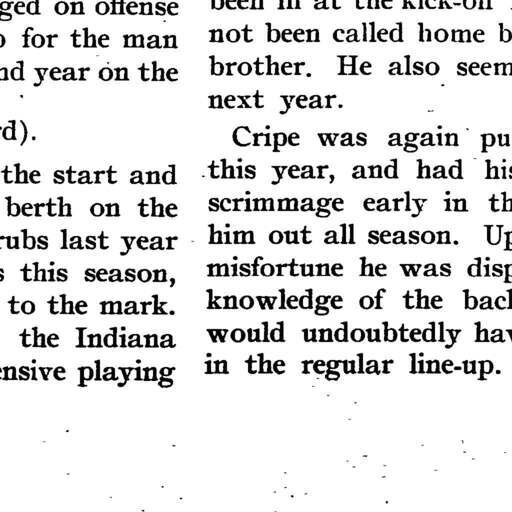 ged on offense
for the man
nd year on the
rd).
the start and
berth on the
rubs last year
s this season,
to the mark.
the Indiana
ensive playing
been in at the kick-off
not been called home b
brother. He also seem
next year.
Cripe was again pu
this year, and had his
scrimmage early in th
him out all season. Up
misfortune he was disp
knowledge of the back
would undoubtedly hav
in the regular line-up.